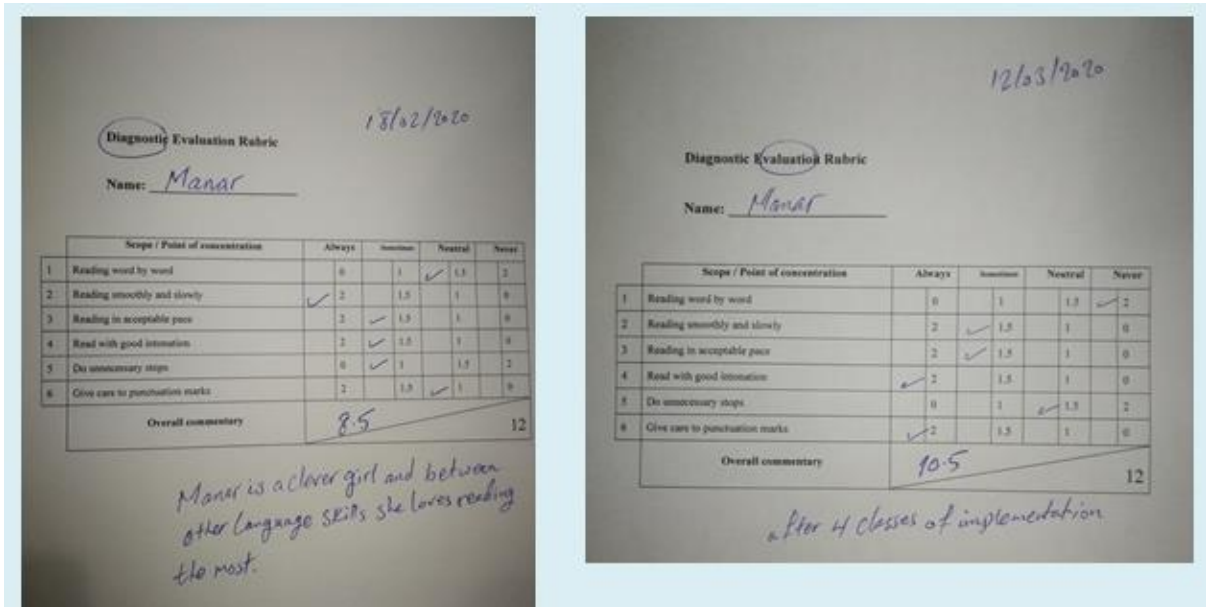 18/02/2020
Diagnostic Evaluation Rubric
Name: Manar
Scope / Point of concentration Always Sometimes Neutral Never
1 Reading word by word 0 1 ✓ 1.5 2
2 Reading smoothly and slowly ✓ 2 1.5 1 0
3 Reading in acceptable pace 2 ✓ 1.5 1 0
4 Read with good intonation 2 ✓ 1.5 1 0
5 Do unnecessary stops 0 ✓ 1 1.5 2
6 Give care to punctuation marks 2 1.5 ✓ 1 0
Overall commentary 8.5 12
Manar is a clever girl and between
other language skills she loves reading
the most.
12/03/2020
Diagnostic Evaluation Rubric
Name: Manar
Scope / Point of concentration Always Sometimes Neutral Never
1 Reading word by word 0 1 1.5 ✓ 2
2 Reading smoothly and slowly 2 ✓ 1.5 1 0
3 Reading in acceptable pace 2 ✓ 1.5 1 0
4 Read with good intonation ✓ 2 1.5 1 0
5 Do unnecessary stops 0 1 ✓ 1.5 2
6 Give care to punctuation marks ✓ 2 1.5 1 0
Overall commentary 10.5 12
after 4 classes of implementation